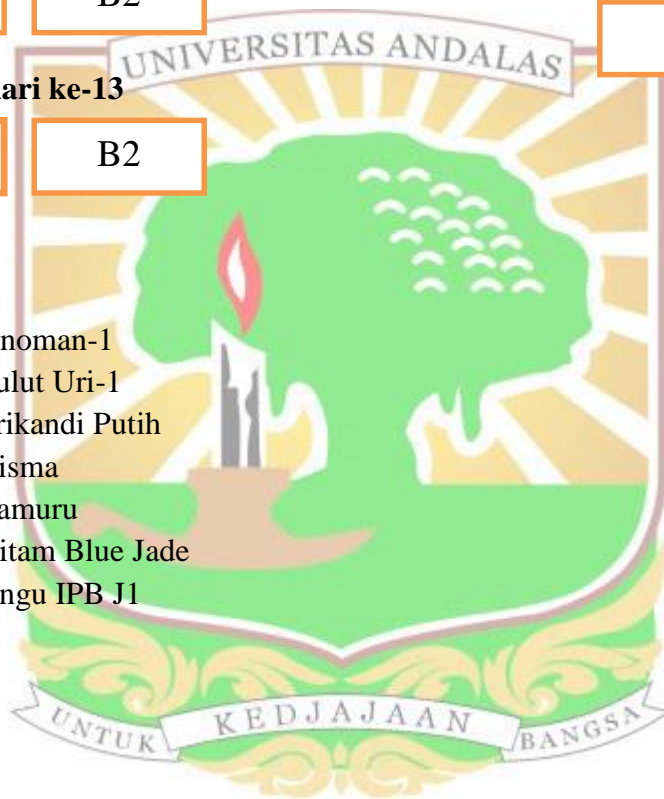 B2
UNIVERSITAS ANDALAS
ari ke-13
B2
noman-1
ulut Uri-1
rikandi Putih
isma
amuru
itam Blue Jade
ngu IPB J1
UNTUK KEDJAJAAN BANGSA